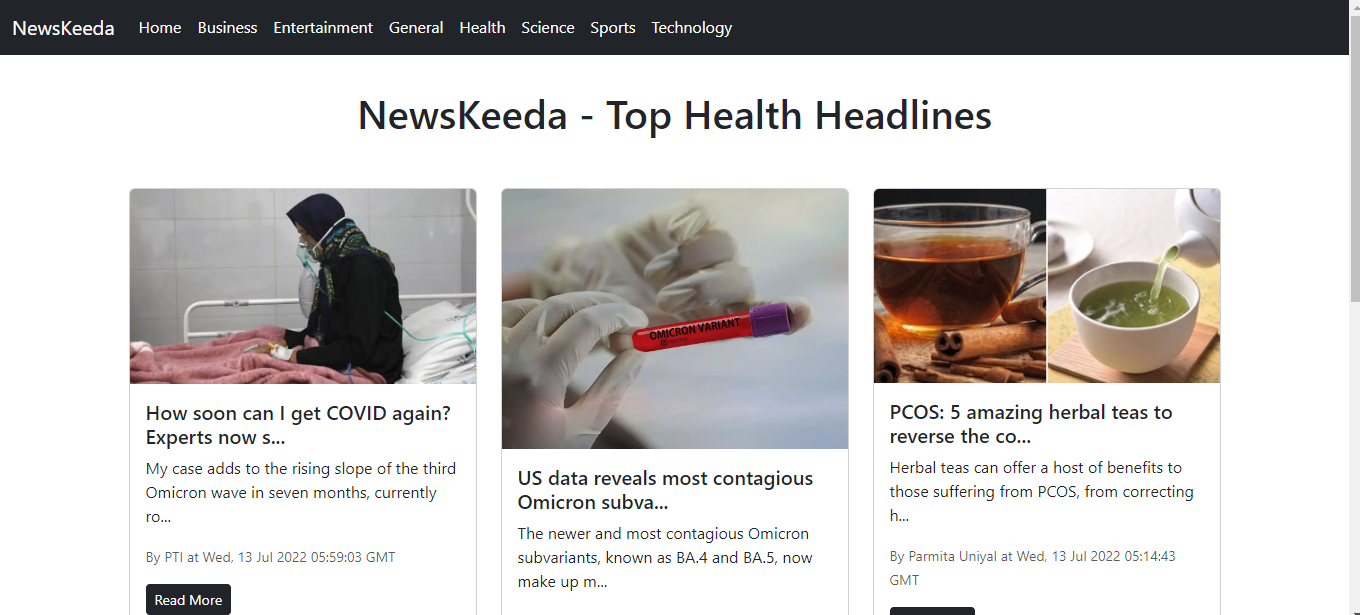 NewsKeeda Home Business Entertainment General Health Science Sports Technology
NewsKeeda - Top Health Headlines
How soon can I get COVID again?
Experts now s...
My case adds to the rising slope of the third
Omicron wave in seven months, currently
ro...
By PTI at Wed, 13 Jul 2022 05:59:03 GMT
Read More
OMICRON VARIANT
US data reveals most contagious
Omicron subva...
The newer and most contagious Omicron
subvariants, known as BA.4 and BA.5, now
make up m...
PCOS: 5 amazing herbal teas to
reverse the co...
Herbal teas can offer a host of benefits to
those suffering from PCOS, from correcting
h...
By Parmita Uniyal at Wed, 13 Jul 2022 05:14:43
GMT